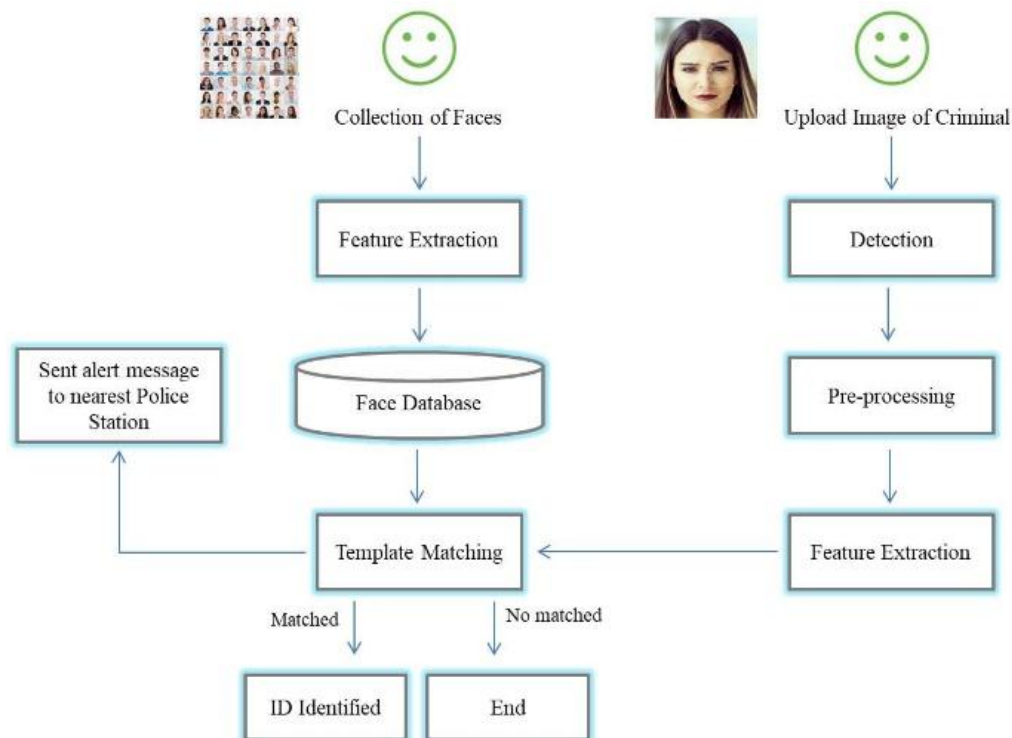 Collection of Faces
Upload Image of Criminal
Feature Extraction
Detection
Sent alert message
to nearest Police
Station
Face Database
Pre-processing
Template Matching
Feature Extraction
Matched
No matched
ID Identified
End